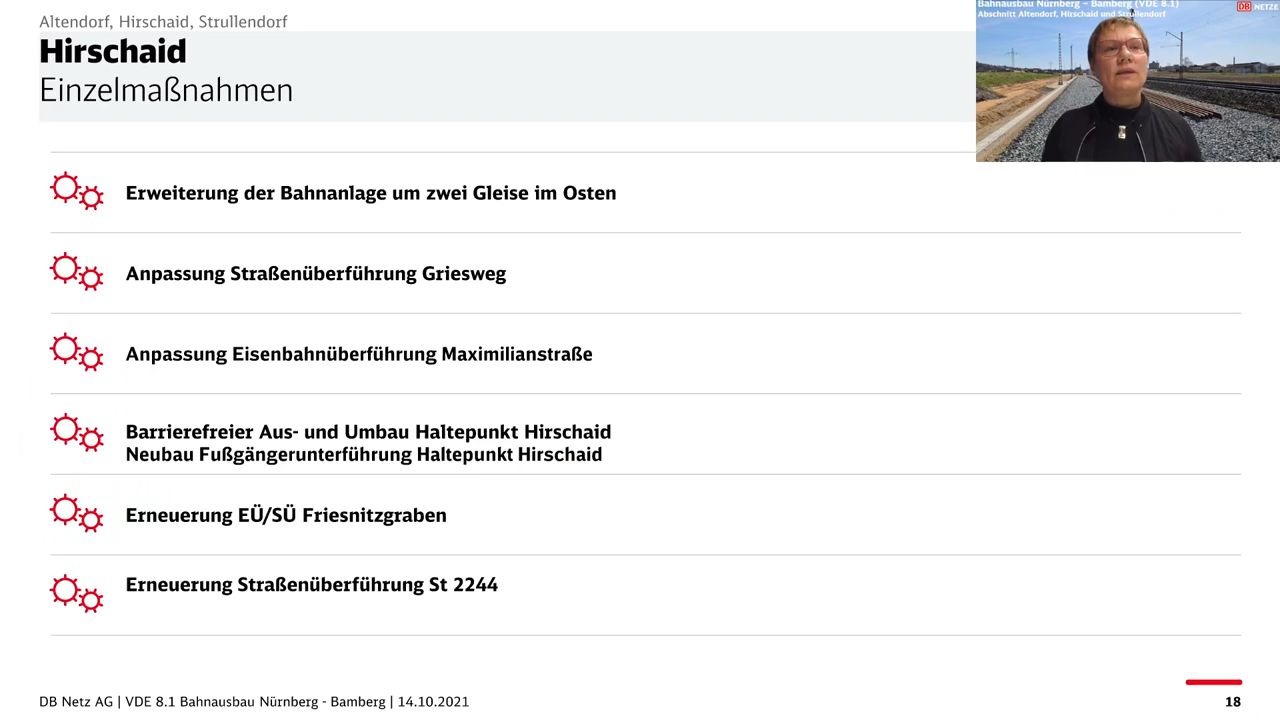 Altendorf, Hirschaid, Strullendorf
Hirschaid
Einzelmaßnahmen
Bahnausbau Nürnberg – Bamberg (VDE 8.1)
Abschnitt Altendorf, Hirschaid und Strullendorf
DB NETZE
Erweiterung der Bahnanlage um zwei Gleise im Osten
Anpassung Straßenüberführung Griesweg
Anpassung Eisenbahnüberführung Maximilianstraße
Barrierefreier Aus- und Umbau Haltepunkt Hirschaid
Neubau Fußgängerunterführung Haltepunkt Hirschaid
Erneuerung EÜ/SÜ Friesnitzgraben
Erneuerung Straßenüberführung St 2244
DB Netz AG | VDE 8.1 Bahnausbau Nürnberg - Bamberg | 14.10.2021
18